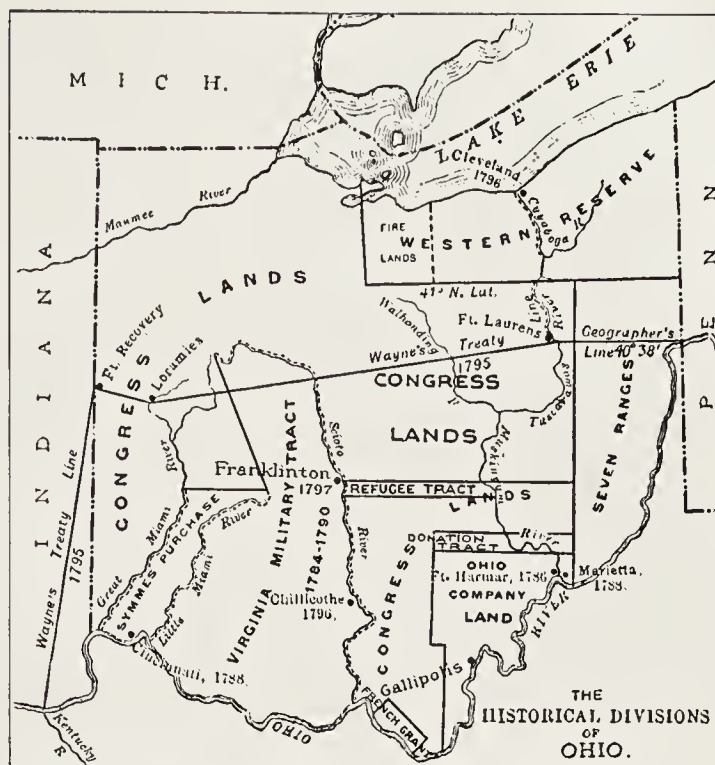 MICH.
LAKE ERIE
Cleveland
1796
Cuyahoga R.
Maumee River
FIRE
LANDS
WESTERN RESERVE
INDIANA
PENN
CONGRESS LANDS
41° N. Lat.
Walhonding R
Tuscarawas
Line
River
Ft. Laurens
Geographer's
Line 40° 38'
Wayne's Treaty
1795
Ft. Recovery
Loramies
CONGRESS
LANDS
SEVEN RANGES
Scioto
River
Franklinton
1797
REFUGEE TRACT
LANDS
Muskingum
River
Wayne's Treaty Line
1795
Great Miami River
SYMMES PURCHASE
Little Miami River
VIRGINIA MILITARY TRACT
1784-1790
DONATION
TRACT
OHIO
Ft. Harmar, 1786
COMPANY
LAND
Marietta,
1788.
RIVER
Chillicothe
1796.
CONGRESS
Gallipolis
Cincinnati, 1788.
FRENCH GRANT
OHIO
Kentucky
R
THE
HISTORICAL DIVISIONS
OF
OHIO.